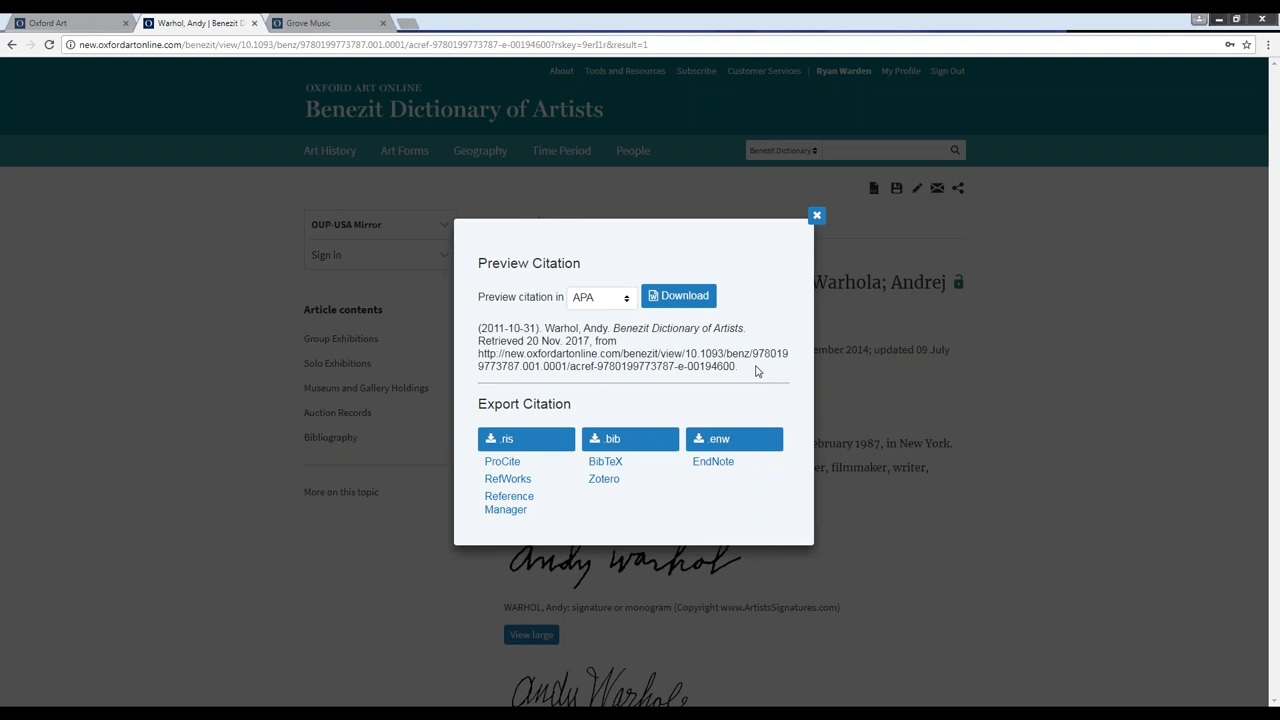 Oxford Art
Warhol, Andy | Benezit D
Grove Music
new.oxfordartonline.com/benezit/view/10.1093/benz/9780199773787.001.0001/acref-9780199773787-e-00194600?rskey=9erI1r&result=1
About Tools and Resources Subscribe Customer Services | Ryan Warden My Profile Sign Out
OXFORD ART ONLINE
Benezit Dictionary of Artists
Art History Art Forms Geography Time Period People Benezit Dictionary
OUP-USA Mirror
Sign in
Article contents
Group Exhibitions
Solo Exhibitions
Museum and Gallery Holdings
Auction Records
Bibliography
More on this topic
Preview Citation
Preview citation in APA Download
(2011-10-31). Warhol, Andy. Benezit Dictionary of Artists.
Retrieved 20 Nov. 2017, from
http://new.oxfordartonline.com/benezit/view/10.1093/benz/978019
9773787.001.0001/acref-9780199773787-e-00194600.
Export Citation
.ris .bib .enw
ProCite BibTeX EndNote
RefWorks Zotero
Reference
Manager
Warhola; Andrej
ember 2014; updated 09 July
ebruary 1987, in New York.
er, filmmaker, writer,
andy warhol
WARHOL, Andy: signature or monogram (Copyright www.ArtistsSignatures.com)
View large
Andy Warhol